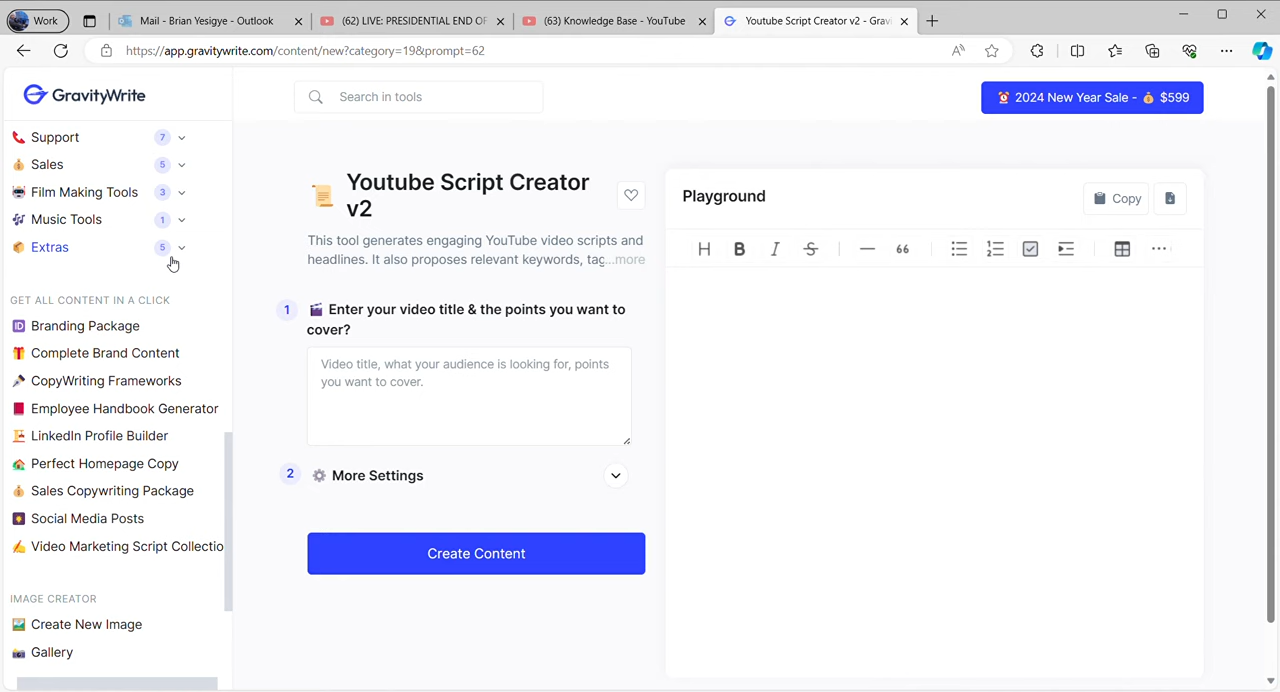 Work
Mail - Brian Yesigye - Outlook
(62) LIVE: PRESIDENTIAL END OF
(63) Knowledge Base - YouTube
Youtube Script Creator v2 - Gravi
https://app.gravitywrite.com/content/new?category=19&prompt=62
GravityWrite
Search in tools
2024 New Year Sale - $599
Support 7
Sales 5
Film Making Tools 3
Music Tools 1
Extras 5
GET ALL CONTENT IN A CLICK
Branding Package
Complete Brand Content
CopyWriting Frameworks
Employee Handbook Generator
LinkedIn Profile Builder
Perfect Homepage Copy
Sales Copywriting Package
Social Media Posts
Video Marketing Script Collectio
IMAGE CREATOR
Create New Image
Gallery
Youtube Script Creator
v2
This tool generates engaging YouTube video scripts and
headlines. It also proposes relevant keywords, tag...more
1 Enter your video title & the points you want to
cover?
Video title, what your audience is looking for, points
you want to cover.
2 More Settings
Create Content
Playground
Copy